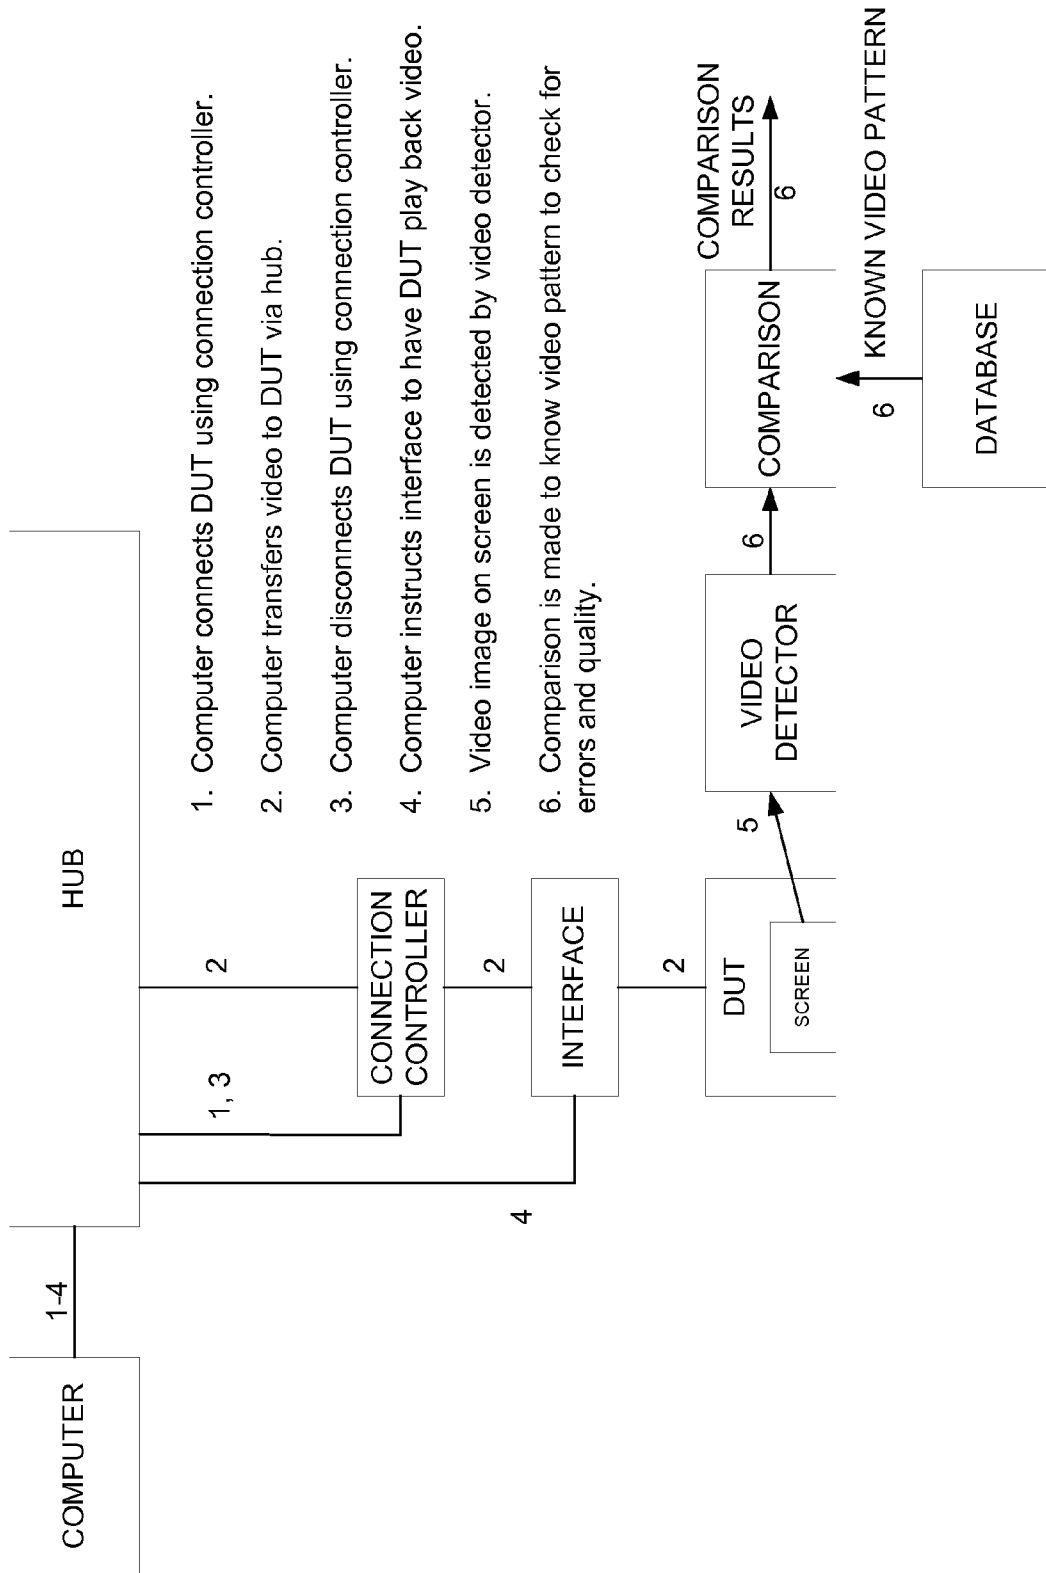 COMPUTER
1-4
HUB
1, 3
2
4
CONNECTION
CONTROLLER
2
INTERFACE
2
DUT
SCREEN
1. Computer connects DUT using connection controller.
2. Computer transfers video to DUT via hub.
3. Computer disconnects DUT using connection controller.
4. Computer instructs interface to have DUT play back video.
5. Video image on screen is detected by video detector.
6. Comparison is made to know video pattern to check for
errors and quality.
5
VIDEO
DETECTOR
6
COMPARISON
COMPARISON
RESULTS
6
6
KNOWN VIDEO PATTERN
DATABASE